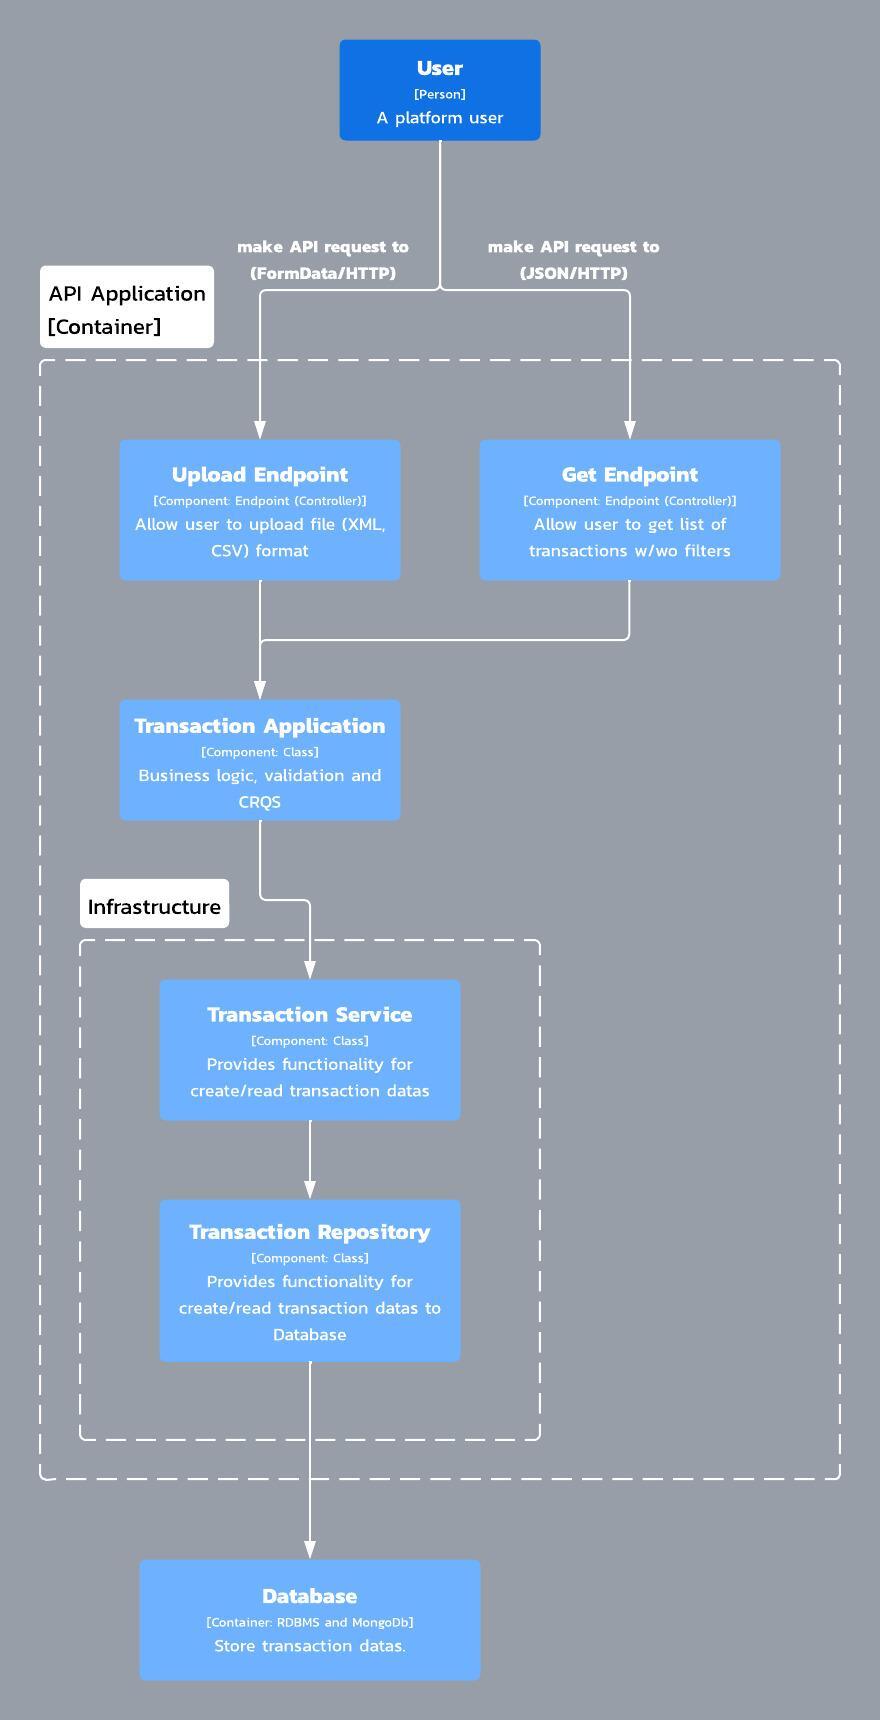 User
[Person]
A platform user
make API request to
(FormData/HTTP)
make API request to
(JSON/HTTP)
API Application
[Container]
Upload Endpoint
[Component: Endpoint (Controller)]
Allow user to upload file (XML,
CSV) format
Get Endpoint
[Component: Endpoint (Controller)]
Allow user to get list of
transactions w/wo filters
Transaction Application
[Component: Class]
Business logic, validation and
CRQS
Infrastructure
Transaction Service
[Component: Class]
Provides functionality for
create/read transaction datas
Transaction Repository
[Component: Class]
Provides functionality for
create/read transaction datas to
Database
Database
[Container: RDBMS and MongoDb]
Store transaction datas.